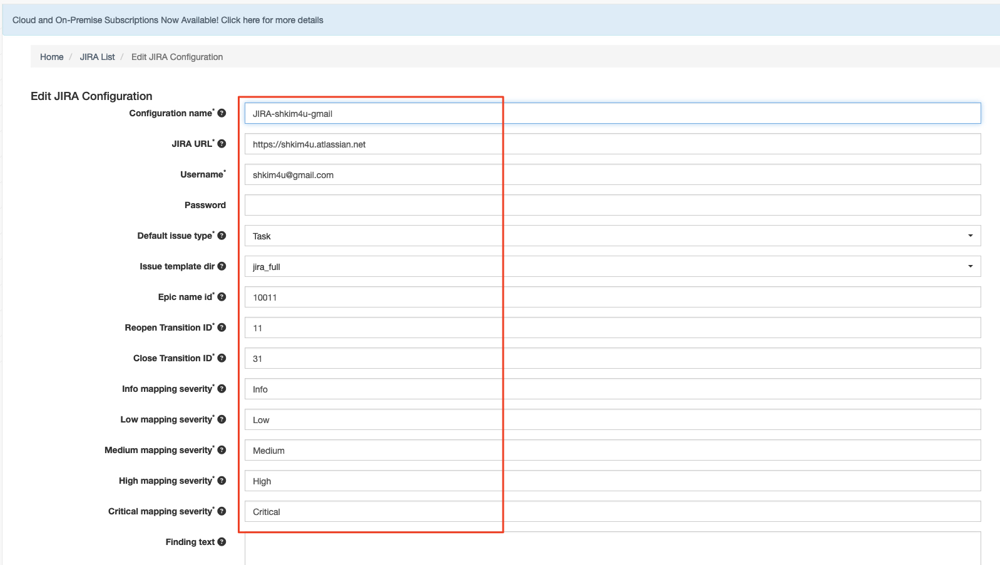 Cloud and On-Premise Subscriptions Now Available! Click here for more details
Home / JIRA List / Edit JIRA Configuration
Edit JIRA Configuration
Configuration name* ? JIRA-shkim4u-gmail
JIRA URL* ? https://shkim4u.atlassian.net
Username* shkim4u@gmail.com
Password
Default issue type* ? Task
Issue template dir ? jira_full
Epic name id* ? 10011
Reopen Transition ID* ? 11
Close Transition ID* ? 31
Info mapping severity* ? Info
Low mapping severity* ? Low
Medium mapping severity* ? Medium
High mapping severity* ? High
Critical mapping severity* ? Critical
Finding text ?